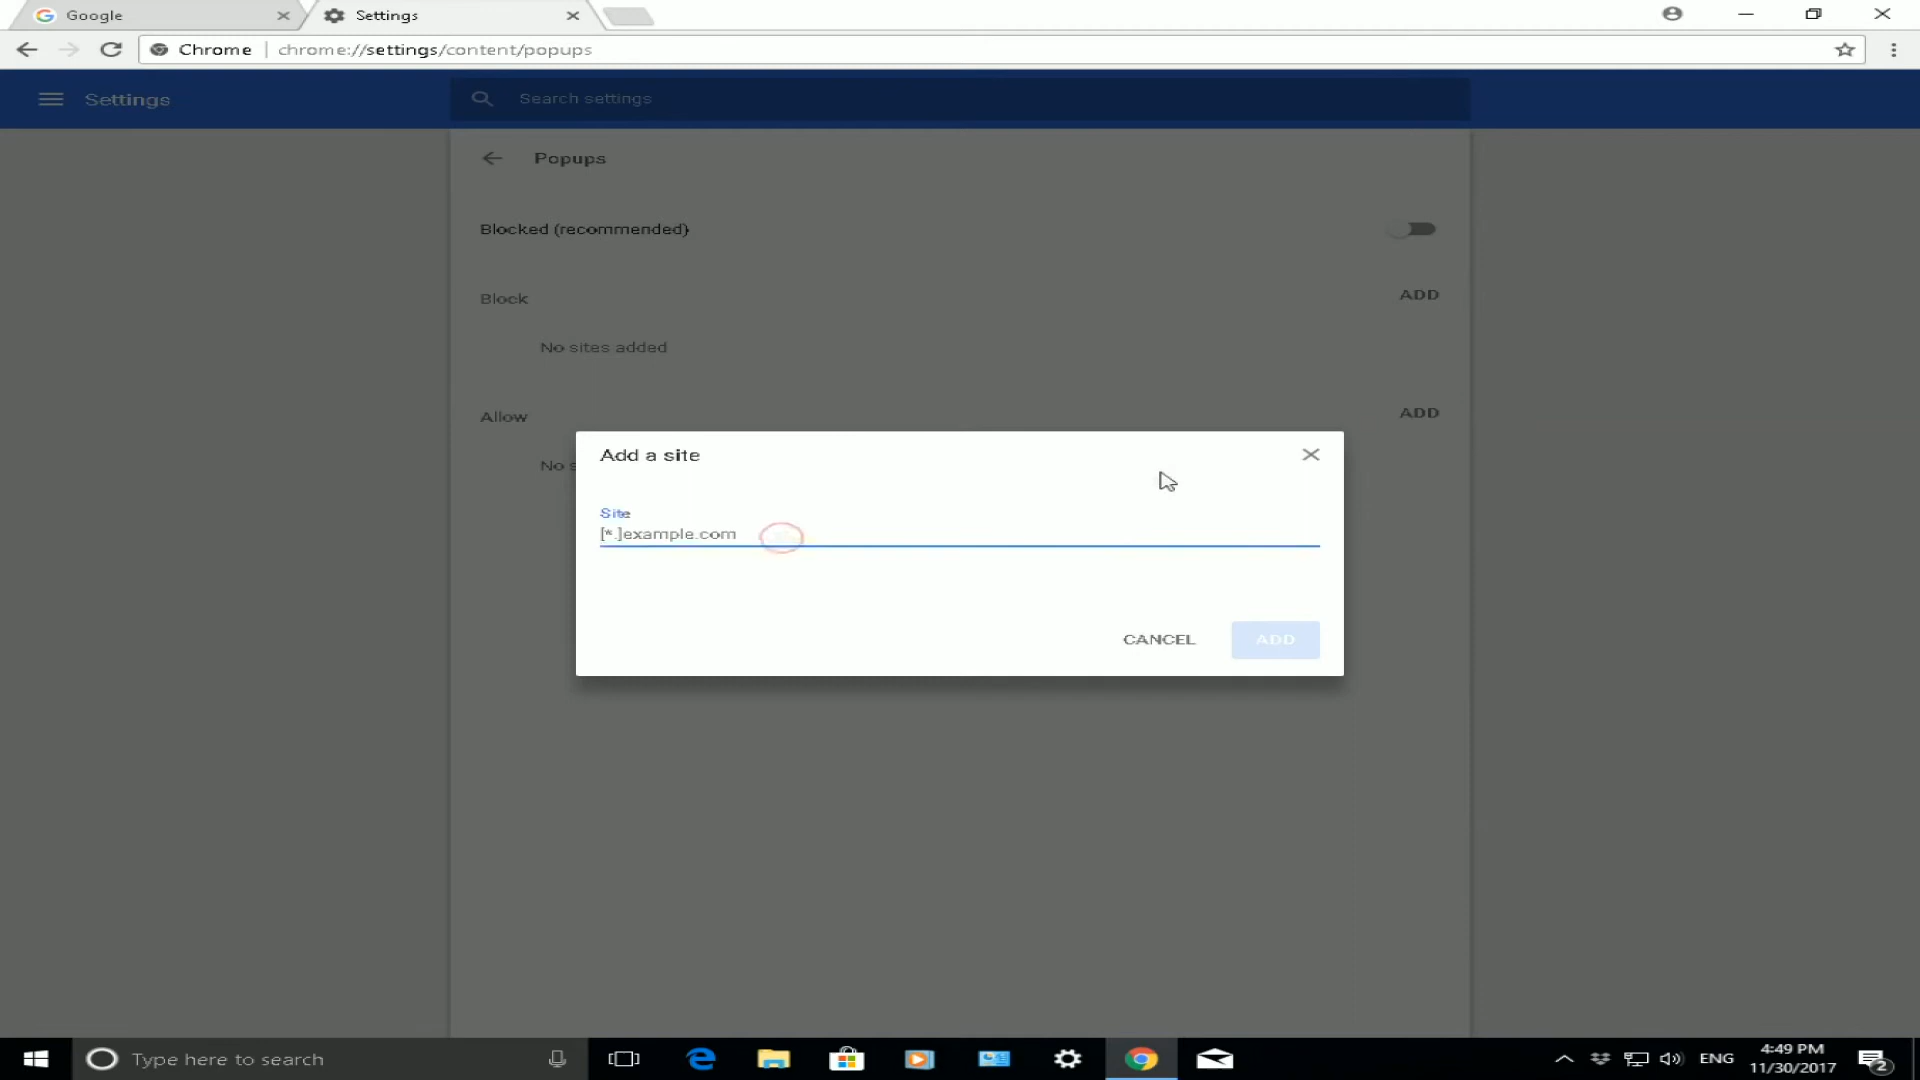 Google
Settings
Chrome
chrome://settings/content/popups
Settings
Search settings
Popups
Blocked (recommended)
Block
ADD
No sites added
Allow
ADD
No s
Add a site
Site
[*.]example.com
CANCEL
ADD
Type here to search
ENG
4:49 PM
11/30/2017
2